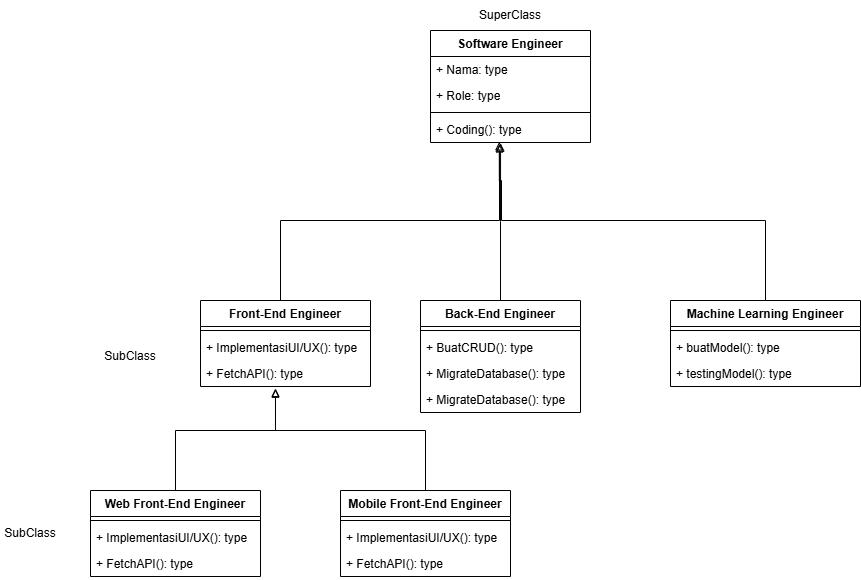 SuperClass
Software Engineer
+ Nama: type
+ Role: type
+ Coding(): type
Front-End Engineer
+ ImplementasiUI/UX(): type
+ FetchAPI(): type
Back-End Engineer
+ BuatCRUD(): type
+ MigrateDatabase(): type
+ MigrateDatabase(): type
Machine Learning Engineer
+ buatModel(): type
+ testingModel(): type
SubClass
Web Front-End Engineer
+ ImplementasiUI/UX(): type
+ FetchAPI(): type
Mobile Front-End Engineer
+ ImplementasiUI/UX(): type
+ FetchAPI(): type
SubClass